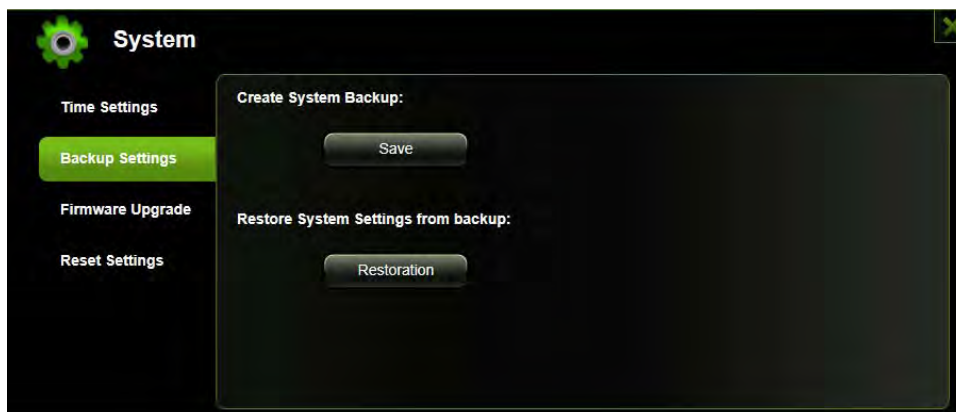 System
Time Settings
Backup Settings
Firmware Upgrade
Reset Settings
Create System Backup:
Save
Restore System Settings from backup:
Restoration